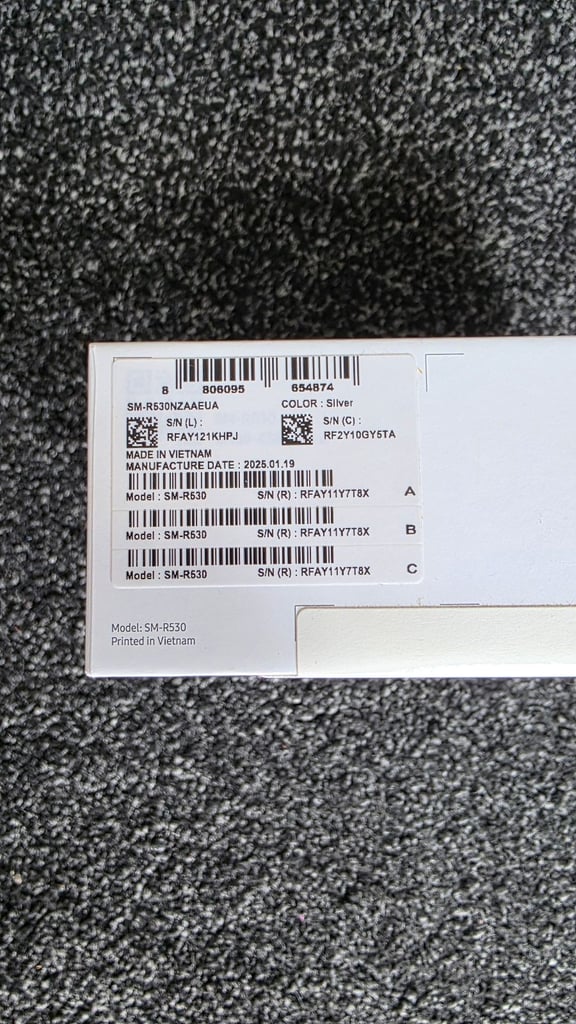 8 806095 654874
SM-R530NZAAEUA COLOR : Silver
S/N (L) : S/N (C) :
RFAY121KHPJ RF2Y10GY5TA
MADE IN VIETNAM
MANUFACTURE DATE : 2025.01.19
Model : SM-R530 S/N (R) : RFAY11Y7T8X A
Model : SM-R530 S/N (R) : RFAY11Y7T8X B
Model : SM-R530 S/N (R) : RFAY11Y7T8X C
Model: SM-R530
Printed in Vietnam